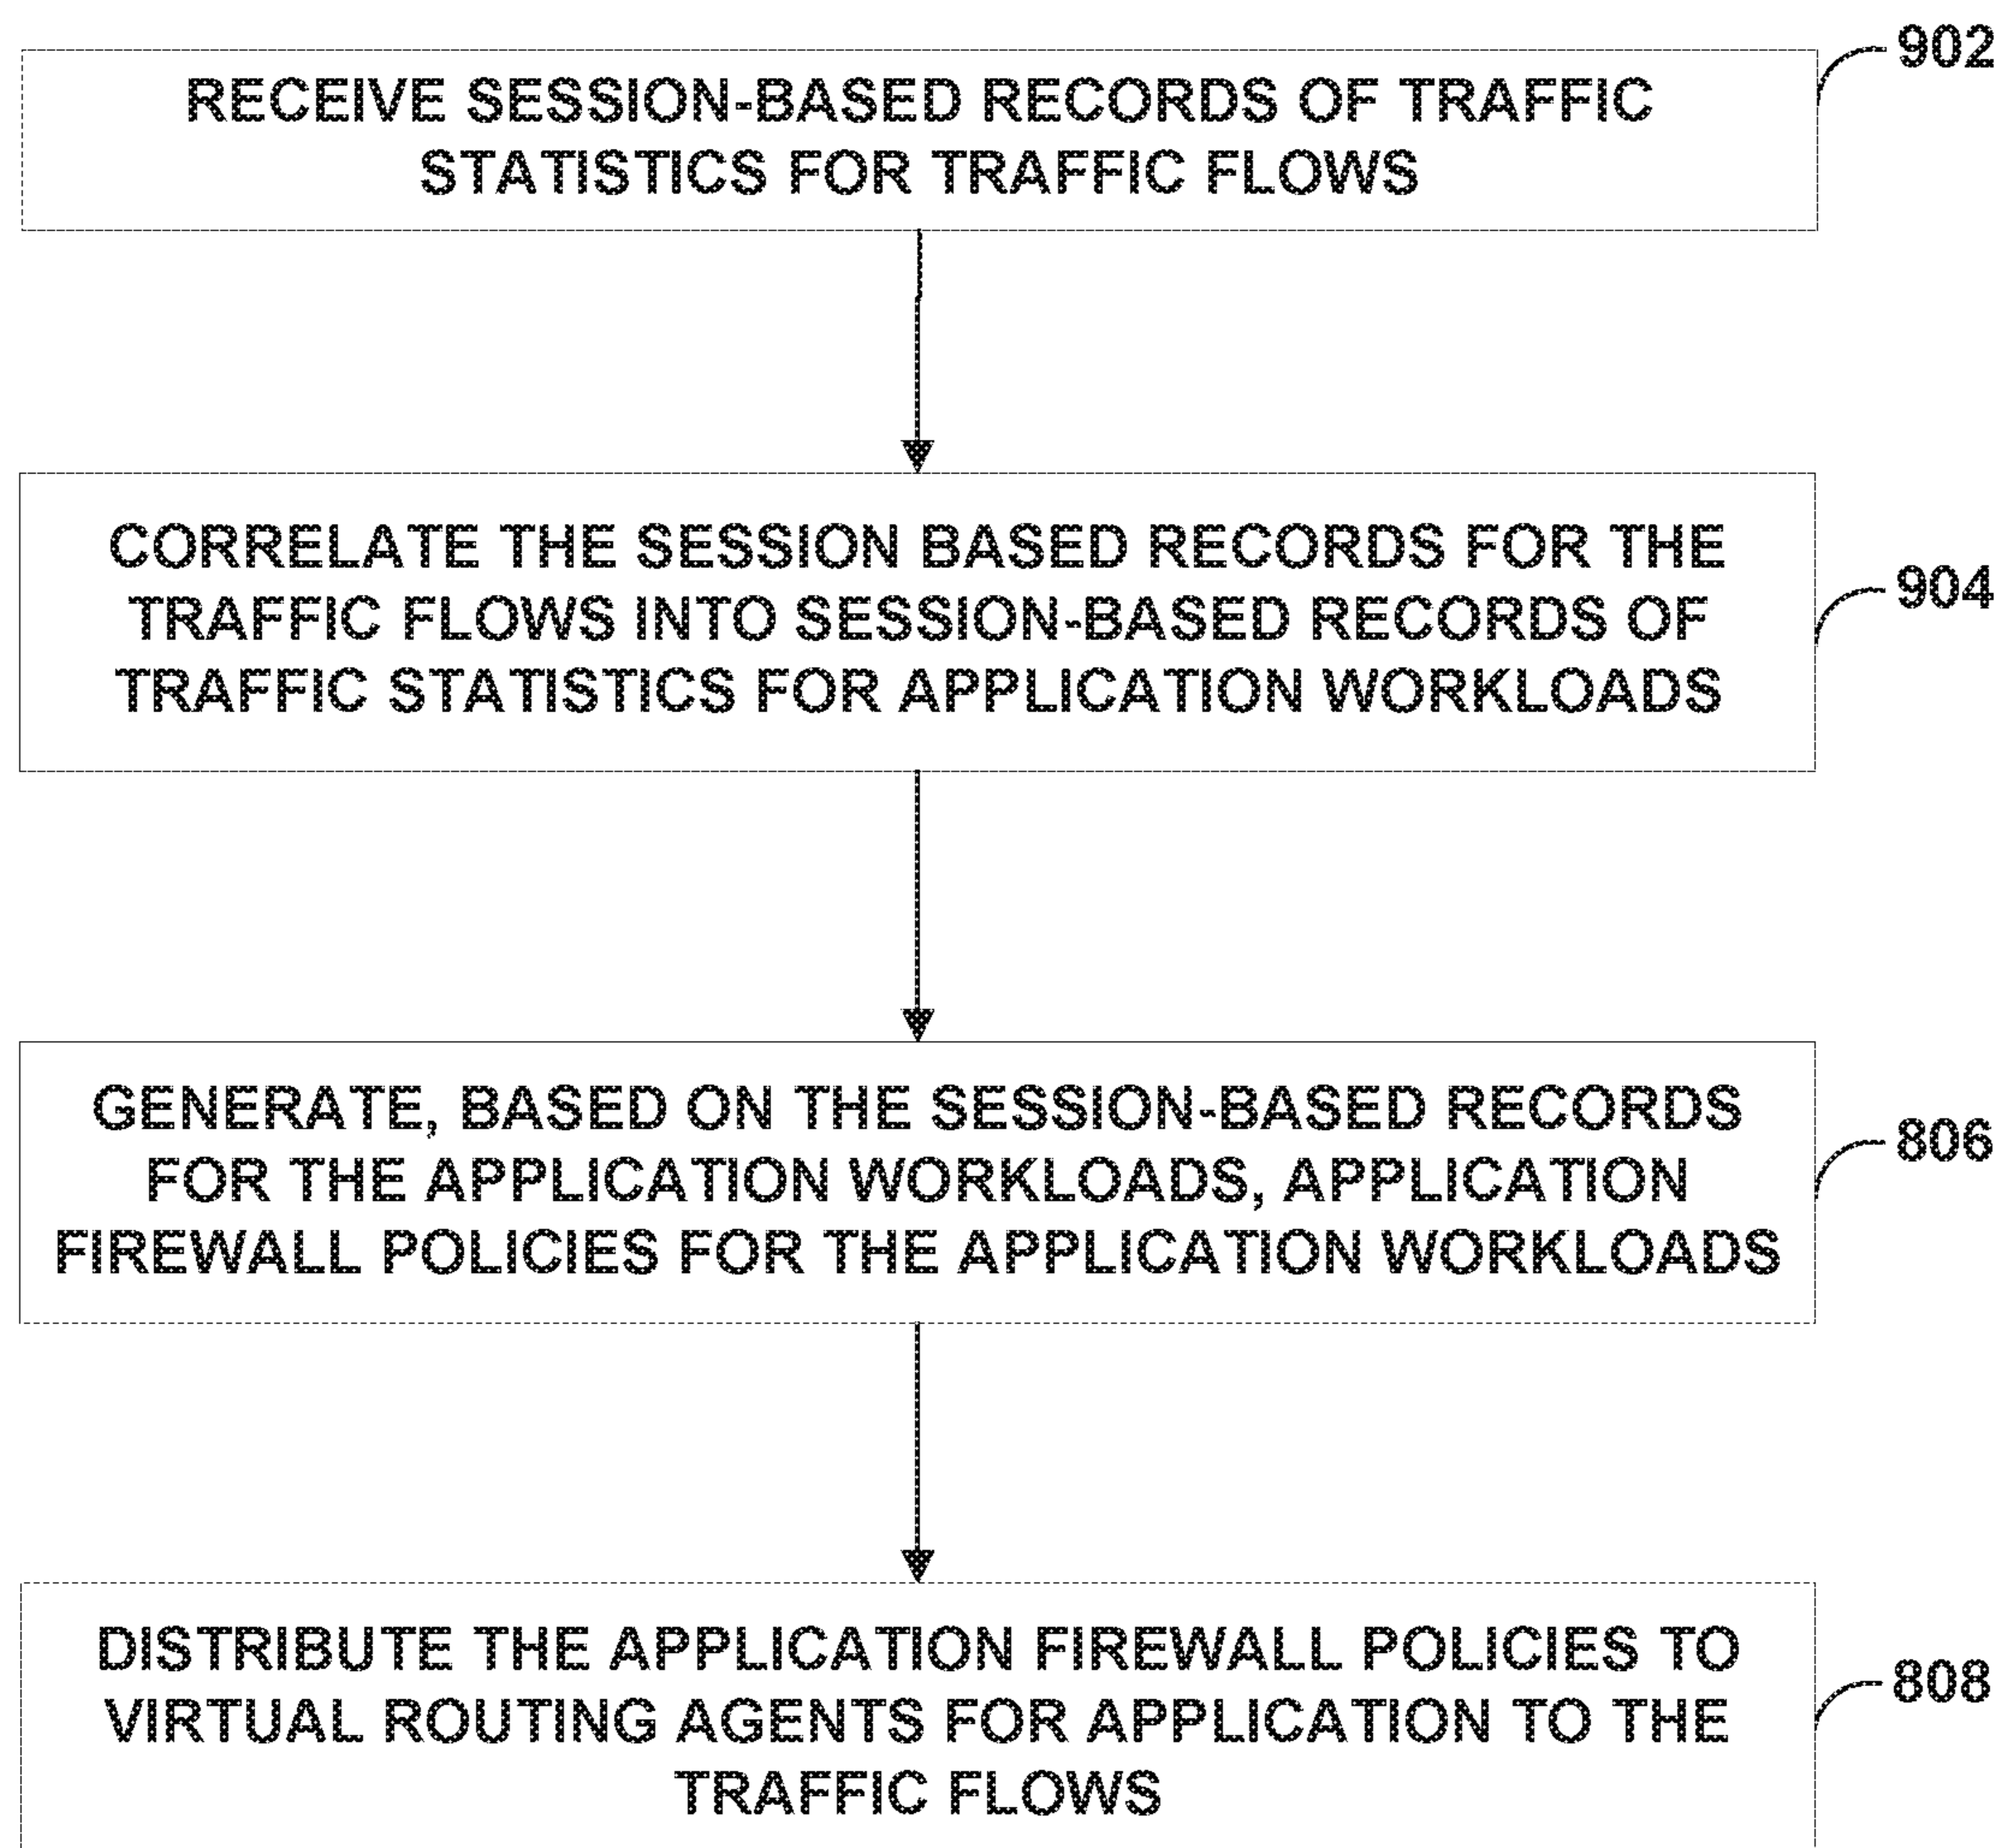 902
RECEIVE SESSION-BASED RECORDS OF TRAFFIC
STATISTICS FOR TRAFFIC FLOWS
CORRELATE THE SESSION BASED RECORDS FOR THE
TRAFFIC FLOWS INTO SESSION-BASED RECORDS OF
TRAFFIC STATISTICS FOR APPLICATION WORKLOADS
904
GENERATE, BASED ON THE SESSION-BASED RECORDS
FOR THE APPLICATION WORKLOADS, APPLICATION
FIREWALL POLICIES FOR THE APPLICATION WORKLOADS
806
DISTRIBUTE THE APPLICATION FIREWALL POLICIES TO
VIRTUAL ROUTING AGENTS FOR APPLICATION TO THE
TRAFFIC FLOWS
808